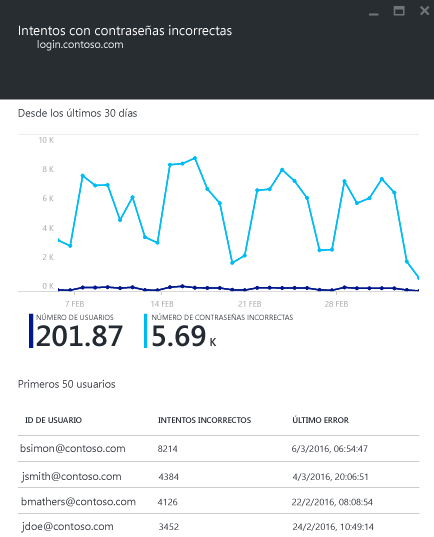 Intentos con contraseñas incorrectas
login.contoso.com
Desde los últimos 30 días
10 K
8 K
6 K
4 K
2 K
0 K
7 FEB 14 FEB 21 FEB 28 FEB
NÚMERO DE USUARIOS NÚMERO DE CONTRASEÑAS INCORRECTAS
201.87 5.69 K
Primeros 50 usuarios
ID DE USUARIO INTENTOS INCORRECTOS ÚLTIMO ERROR
bsimon@contoso.com 8214 6/3/2016, 06:54:47
jsmith@contoso.com 4384 4/3/2016, 20:06:51
bmathers@contoso.com 4126 22/2/2016, 08:08:54
jdoe@contoso.com 3452 24/2/2016, 10:49:14